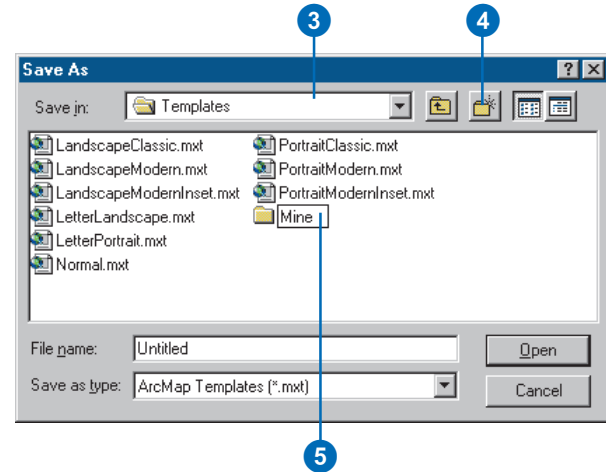 3 4
Save As
Save in: Templates
LandscapeClassic.mxt PortraitClassic.mxt
LandscapeModern.mxt PortraitModern.mxt
LandscapeModernInset.mxt PortraitModernInset.mxt
LetterLandscape.mxt Mine
LetterPortrait.mxt
Normal.mxt
File name: Untitled Open
Save as type: ArcMap Templates (*.mxt) Cancel
5